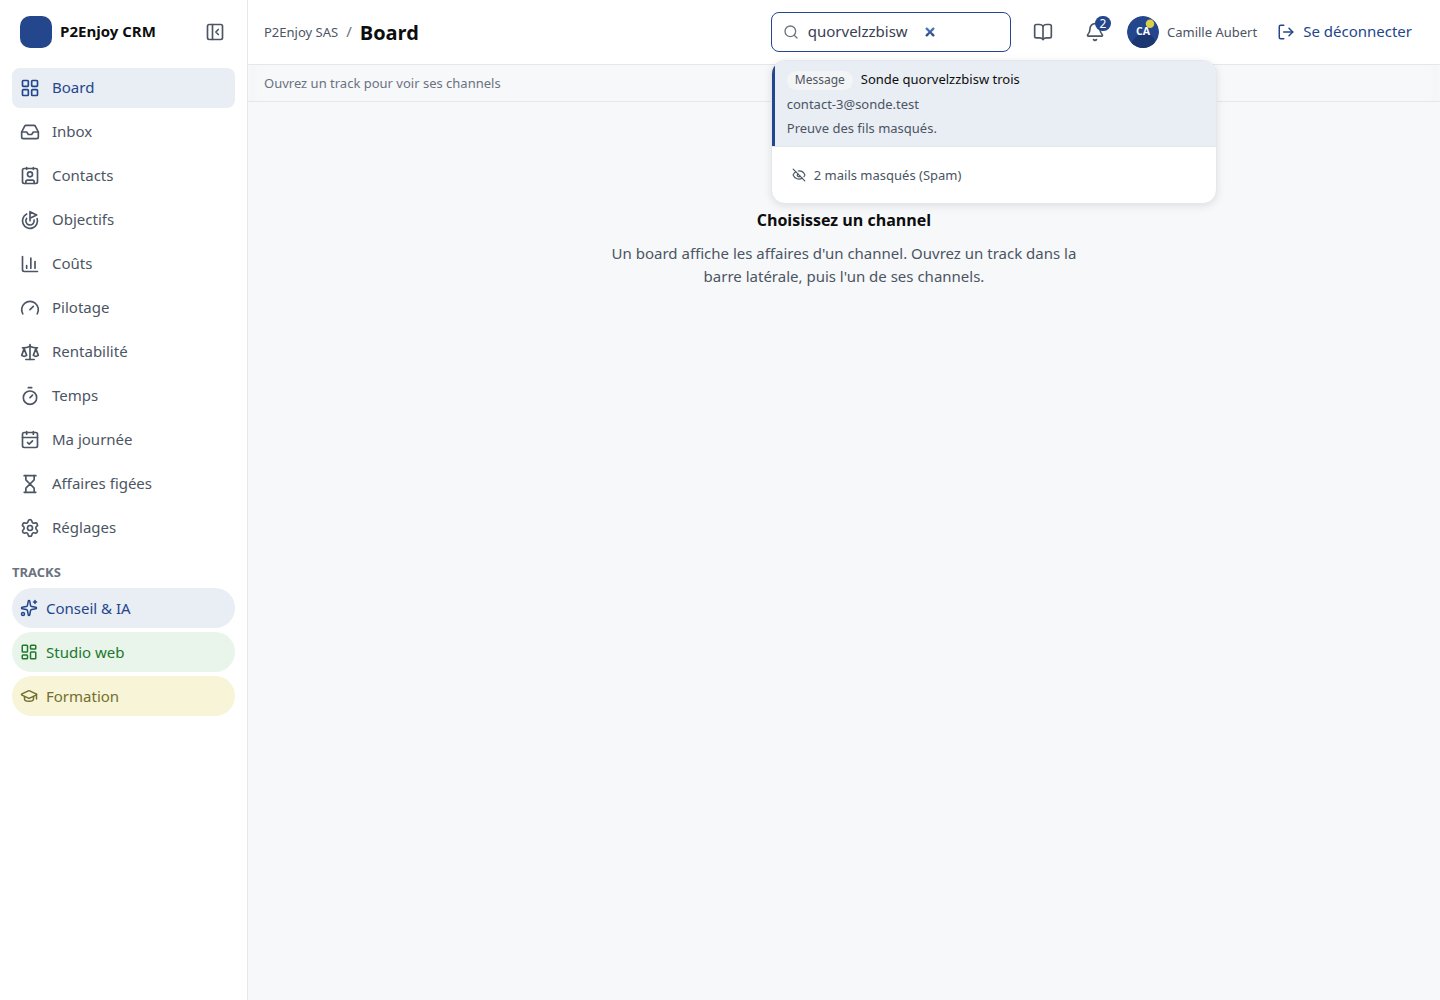 P2Enjoy CRM
Board
Inbox
Contacts
Objectifs
Coûts
Pilotage
Rentabilité
Temps
Ma journée
Affaires figées
Réglages
TRACKS
Conseil & IA
Studio web
Formation
P2Enjoy SAS / Board
quorvelzzbisw
2
CA
Camille Aubert
Se déconnecter
Ouvrez un track pour voir ses channels
Message Sonde quorvelzzbisw trois
contact-3@sonde.test
Preuve des fils masqués.
2 mails masqués (Spam)
Choisissez un channel
Un board affiche les affaires d'un channel. Ouvrez un track dans la
barre latérale, puis l'un de ses channels.